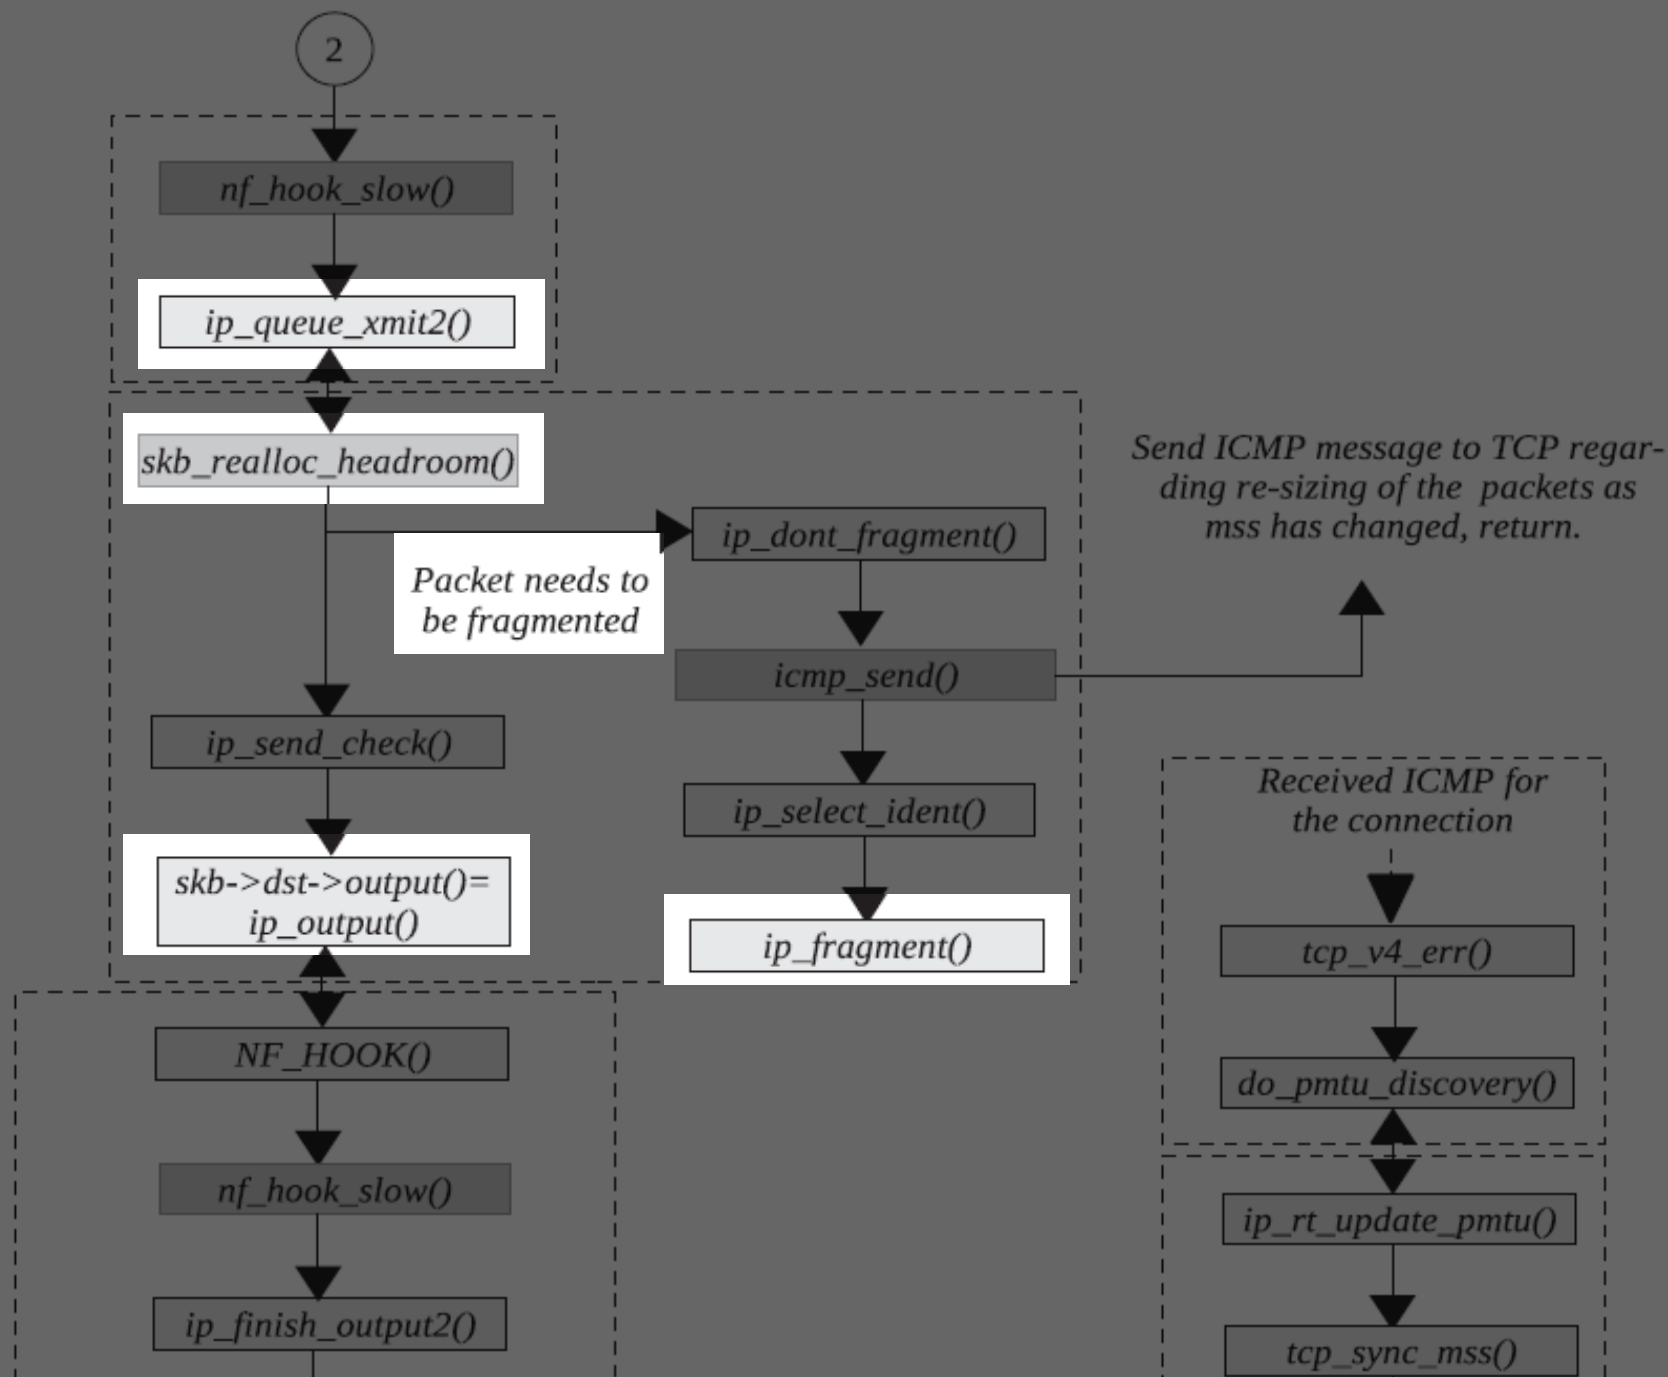 2
nf_hook_slow()
ip_queue_xmit2()
skb_realloc_headroom()
Packet needs to
be fragmented
ip_dont_fragment()
icmp_send()
Send ICMP message to TCP regar-
ding re-sizing of the packets as
mss has changed, return.
ip_send_check()
ip_select_ident()
skb->dst->output()=
ip_output()
ip_fragment()
NF_HOOK()
nf_hook_slow()
ip_finish_output2()
Received ICMP for
the connection
tcp_v4_err()
do_pmtu_discovery()
ip_rt_update_pmtu()
tcp_sync_mss()